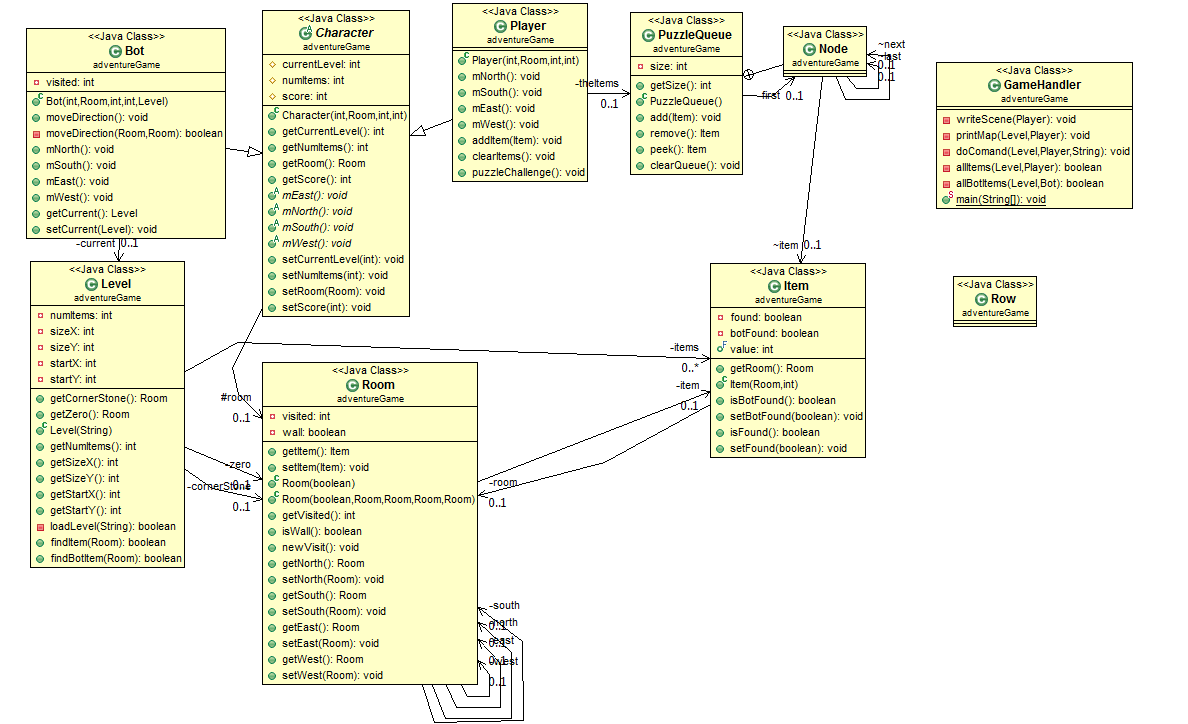 <<Java Class>>
Bot
adventureGame
visited: int
Bot(int,Room,int,int,Level)
moveDirection(): void
moveDirection(Room,Room): boolean
mNorth(): void
mSouth(): void
mEast(): void
mWest(): void
getCurrent(): Level
setCurrent(Level): void
<<Java Class>>
Character
adventureGame
currentLevel: int
numItems: int
score: int
Character(int,Room,int,int)
getCurrentLevel(): int
getNumItems(): int
getRoom(): Room
getScore(): int
mEast(): void
mNorth(): void
mSouth(): void
mWest(): void
setCurrentLevel(int): void
setNumItems(int): void
setRoom(Room): void
setScore(int): void
<<Java Class>>
Player
adventureGame
Player(int,Room,int,int)
mNorth(): void
mSouth(): void
mEast(): void
mWest(): void
addItem(Item): void
clearItems(): void
puzzleChallenge(): void
-theItems
0..1
<<Java Class>>
PuzzleQueue
adventureGame
size: int
getSize(): int
PuzzleQueue()
add(Item): void
remove(): Item
peek(): Item
clearQueue(): void
-first 0..1
<<Java Class>>
Node
adventureGame
~next
0..1
~last
0..1
~item 0..1
<<Java Class>>
GameHandler
adventureGame
writeScene(Player): void
printMap(Level,Player): void
doComand(Level,Player,String): void
allItems(Level,Player): boolean
allBotItems(Level,Bot): boolean
main(String[]): void
-current 0..1
<<Java Class>>
Level
adventureGame
numItems: int
sizeX: int
sizeY: int
startX: int
startY: int
getCornerStone(): Room
getZero(): Room
Level(String)
getNumItems(): int
getSizeX(): int
getSizeY(): int
getStartX(): int
getStartY(): int
loadLevel(String): boolean
findItem(Room): boolean
findBotItem(Room): boolean
#room
0..1
-zero
0..1
-cornerStone
0..1
<<Java Class>>
Room
adventureGame
visited: int
wall: boolean
getItem(): Item
setItem(Item): void
Room(boolean)
Room(boolean,Room,Room,Room,Room)
getVisited(): int
isWall(): boolean
newVisit(): void
getNorth(): Room
setNorth(Room): void
getSouth(): Room
setSouth(Room): void
getEast(): Room
setEast(Room): void
getWest(): Room
setWest(Room): void
-south
0..1
-north
0..1
-east
0..1
-west
0..1
-items
0..*
-item
0..1
-room
0..1
<<Java Class>>
Item
adventureGame
found: boolean
botFound: boolean
value: int
getRoom(): Room
Item(Room,int)
isBotFound(): boolean
setBotFound(boolean): void
isFound(): boolean
setFound(boolean): void
<<Java Class>>
Row
adventureGame